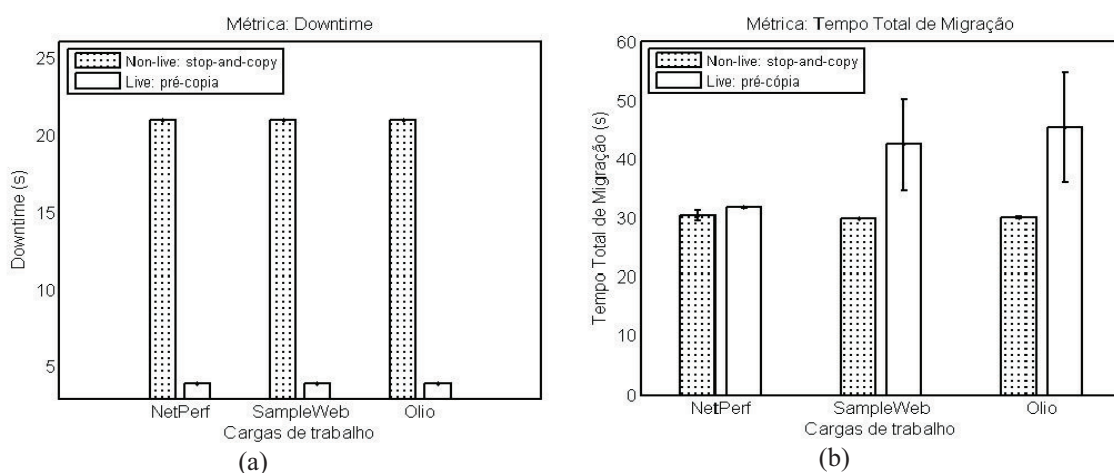 Métrica: Downtime
25
20
15
10
5
Downtime (s)
Non-live: stop-and-copy
Live: pré-copia
NetPerf SampleWeb Olio
Cargas de trabalho
(a)
Métrica: Tempo Total de Migração
60
50
40
30
20
10
0
Tempo Total de Migração (s)
Non-live: stop-and-copy
Live: pré-cópia
NetPerf SampleWeb Olio
Cargas de trabalho
(b)